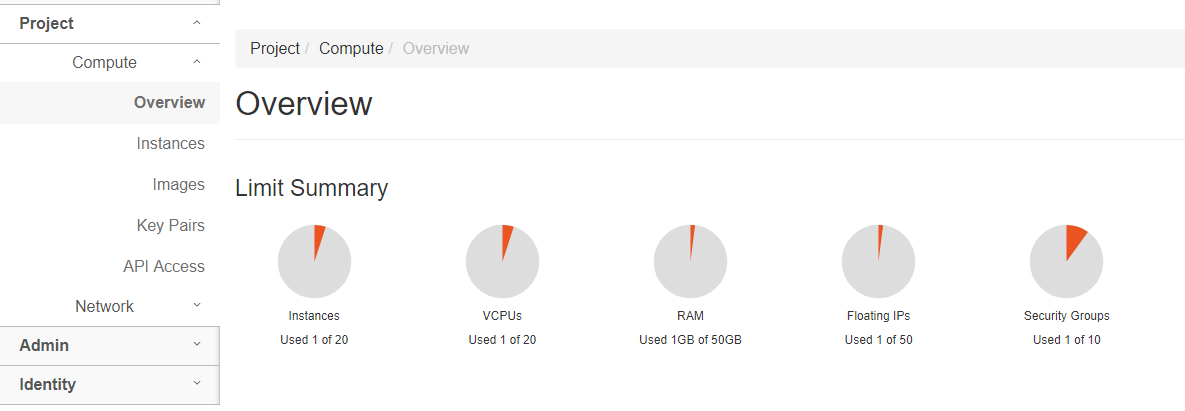 Project
Compute
Overview
Instances
Images
Key Pairs
API Access
Network
Admin
Identity
Project / Compute / Overview
Overview
Limit Summary
Instances
Used 1 of 20
VCPUs
Used 1 of 20
RAM
Used 1GB of 50GB
Floating IPs
Used 1 of 50
Security Groups
Used 1 of 10